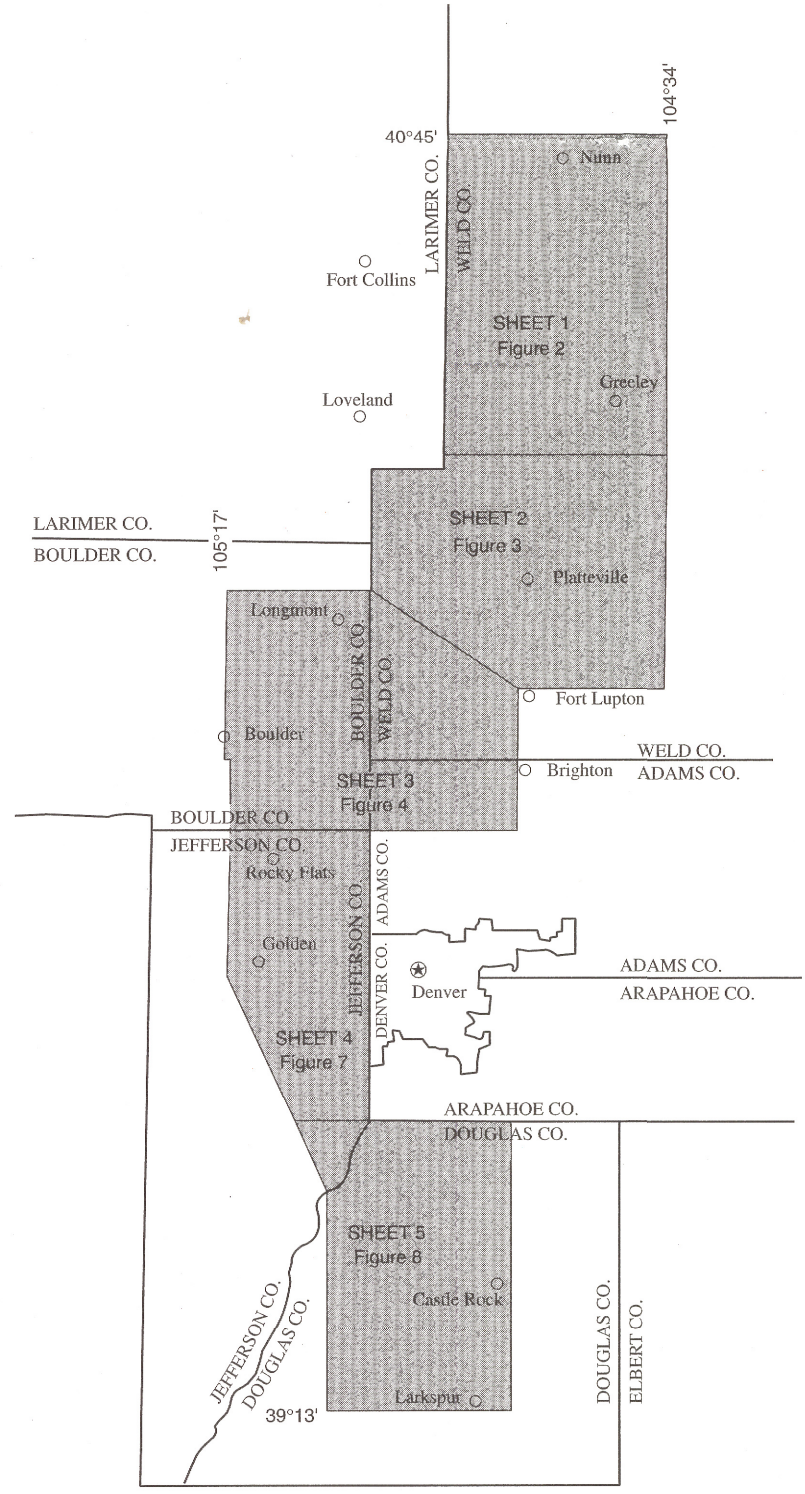 104°34'
40°45'
Nunn
LARIMER CO.
WELD CO.
Fort Collins
SHEET 1
Figure 2
Greeley
Loveland
SHEET 2
Figure 3
105°17'
LARIMER CO.
BOULDER CO.
Platteville
Longmont
BOULDER CO.
WELD CO.
Fort Lupton
Boulder
WELD CO.
ADAMS CO.
Brighton
SHEET 3
Figure 4
BOULDER CO.
JEFFERSON CO.
Rocky Flats
JEFFERSON CO.
ADAMS CO.
Golden
DENVER CO.
Denver
ADAMS CO.
ARAPAHOE CO.
SHEET 4
Figure 7
ARAPAHOE CO.
DOUGLAS CO.
SHEET 5
Figure 8
Castle Rock
JEFFERSON CO.
DOUGLAS CO.
DOUGLAS CO.
ELBERT CO.
Larkspur
39°13'